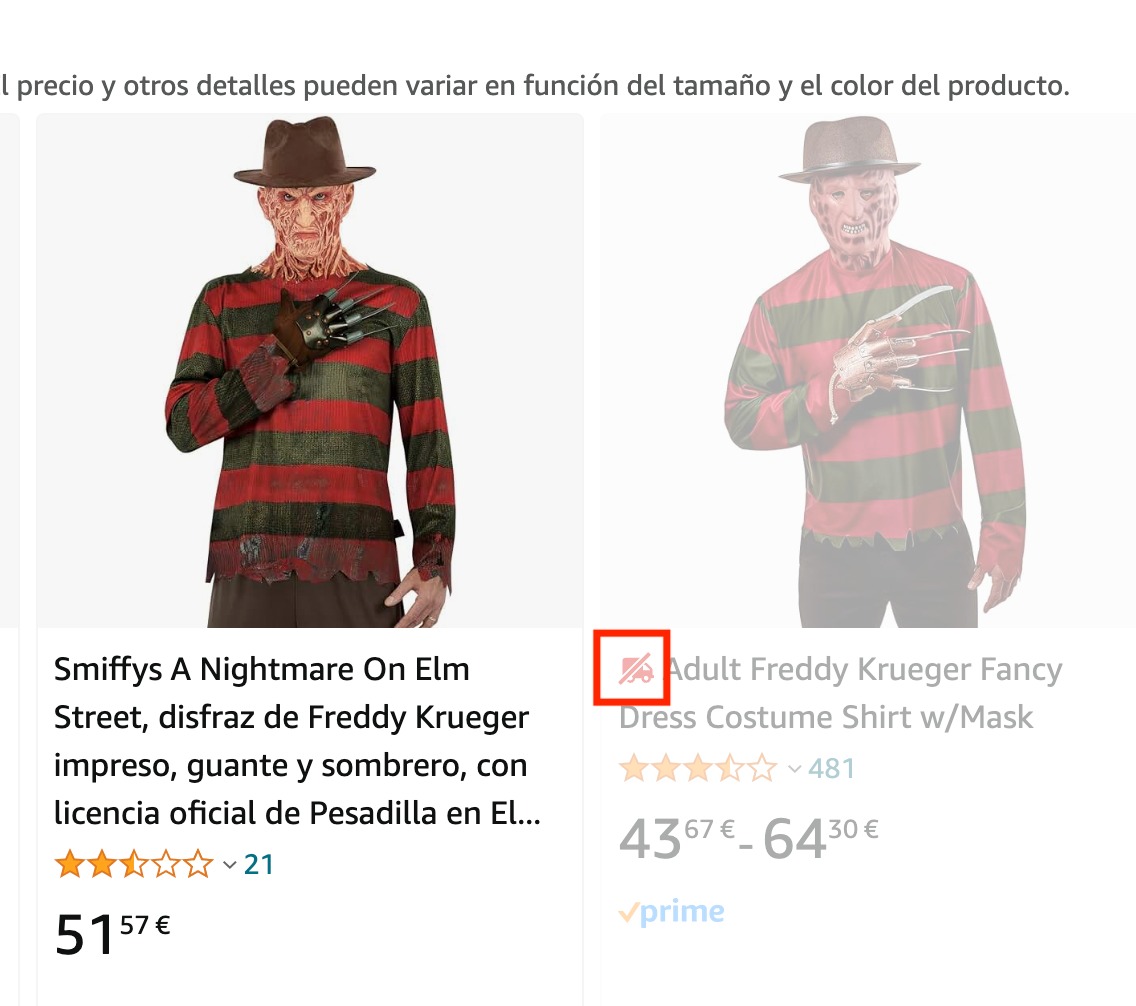 l precio y otros detalles pueden variar en función del tamaño y el color del producto.
Smiffys A Nightmare On Elm
Street, disfraz de Freddy Krueger
impreso, guante y sombrero, con
licencia oficial de Pesadilla en El...
21
51 57 €
Adult Freddy Krueger Fancy
Dress Costume Shirt w/Mask
481
43 67 € - 64 30 €
prime